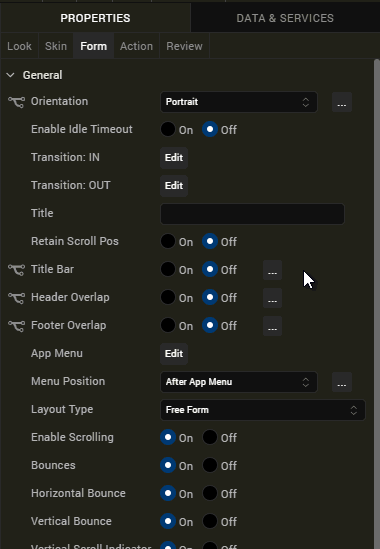 PROPERTIES DATA & SERVICES
Look Skin Form Action Review
General
Orientation Portrait ...
Enable Idle Timeout On Off
Transition: IN Edit
Transition: OUT Edit
Title
Retain Scroll Pos On Off
Title Bar On Off ...
Header Overlap On Off ...
Footer Overlap On Off ...
App Menu Edit
Menu Position After App Menu ...
Layout Type Free Form
Enable Scrolling On Off
Bounces On Off
Horizontal Bounce On Off
Vertical Bounce On Off
Vertical Scroll Indicator On Off